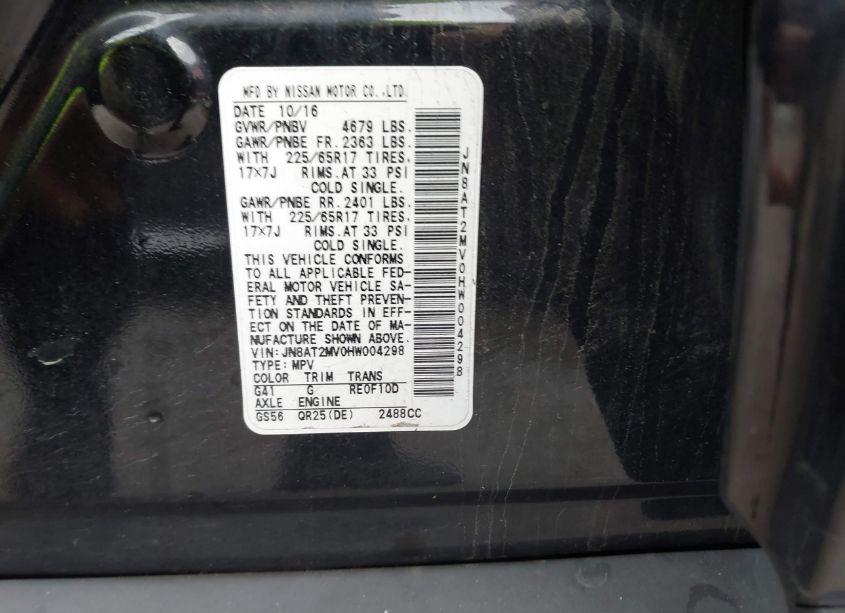 MFD BY NISSAN MOTOR CO.,LTD.
DATE 10/16
GVWR/PNBV 4679 LBS.
GAWR/PNBE FR. 2363 LBS.
WITH 225/65R17 TIRES,
17×7J RIMS,AT 33 PSI
COLD SINGLE.
GAWR/PNBE RR. 2401 LBS.
WITH 225/65R17 TIRES,
17×7J RIMS,AT 33 PSI
COLD SINGLE.
THIS VEHICLE CONFORMS
TO ALL APPLICABLE FED-
ERAL MOTOR VEHICLE SA-
FETY AND THEFT PREVEN-
TION STANDARDS IN EFF-
ECT ON THE DATE OF MA-
NUFACTURE SHOWN ABOVE.
VIN:JN8AT2MV0HW004298
TYPE:MPV
COLOR TRIM TRANS
G41 G RE0F10D
AXLE ENGINE
GS56 QR25(DE) 2488CC
JN8AT2MV0HW004298